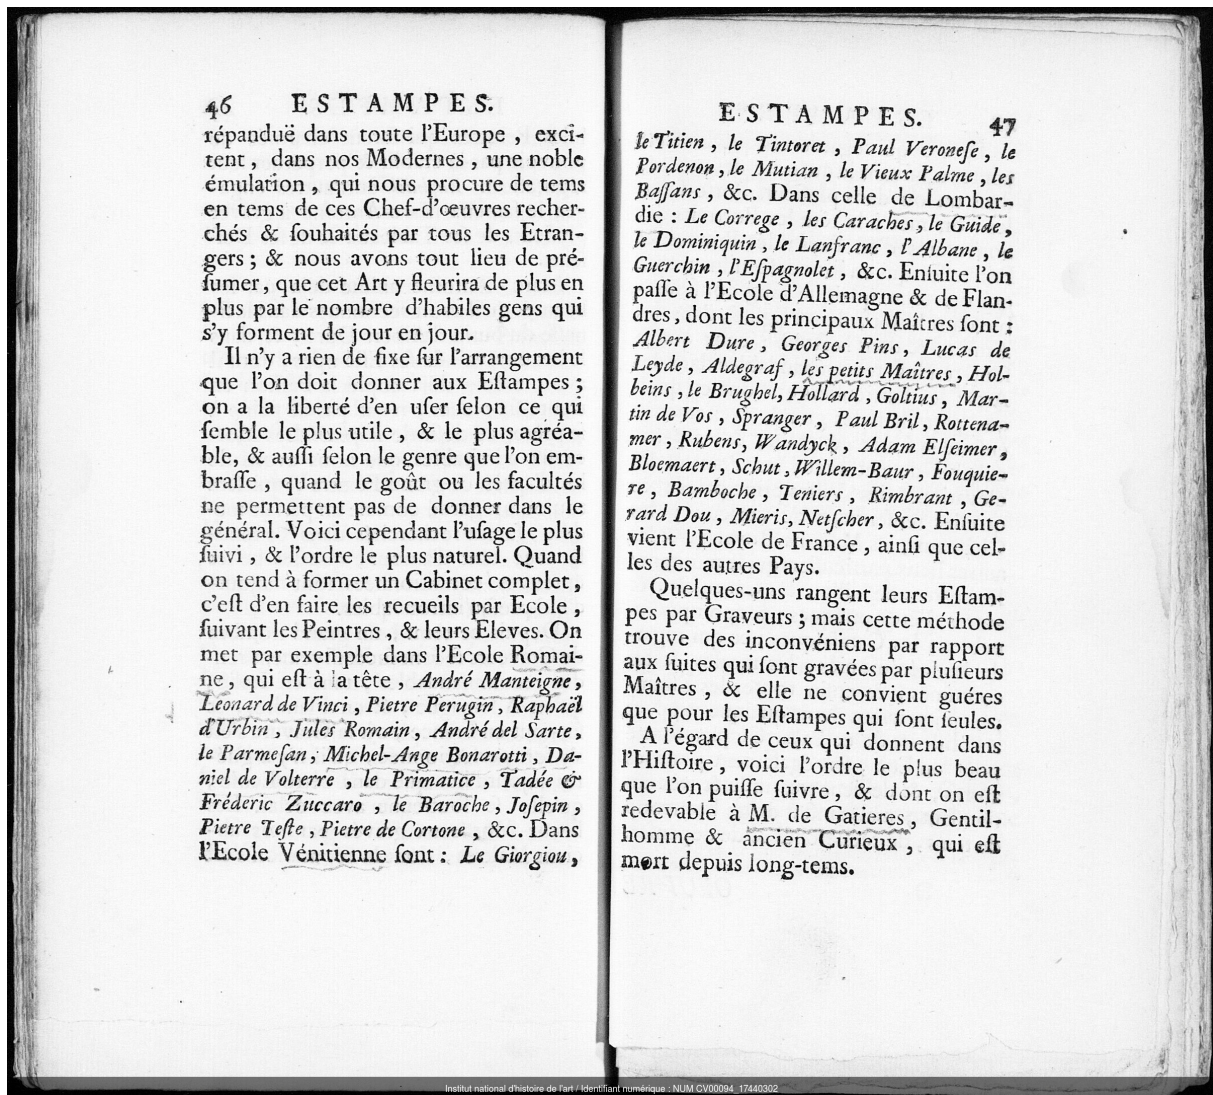 46 ESTAMPES.
répanduë dans toute l'Europe , exci-
tent , dans nos Modernes , une noble
émulation , qui nous procure de tems
en tems de ces Chef-d'œuvres recher-
chés & ſouhaités par tous les Etran-
gers ; & nous avons tout lieu de pré-
ſumer , que cet Art y fleurira de plus en
plus par le nombre d'habiles gens qui
s'y forment de jour en jour.
Il n'y a rien de fixe ſur l'arrangement
que l'on doit donner aux Eſtampes ;
on a la liberté d'en uſer ſelon ce qui
ſemble le plus utile , & le plus agréa-
ble, & auſſi ſelon le genre que l'on em-
braſſe , quand le goût ou les facultés
ne permettent pas de donner dans le
général. Voici cependant l'uſage le plus
ſuivi , & l'ordre le plus naturel. Quand
on tend à former un Cabinet complet ,
c'eſt d'en faire les recueils par Ecole ,
ſuivant les Peintres , & leurs Eleves. On
met par exemple dans l'Ecole Romai-
ne , qui eſt à la tête , André Manteigne ,
Léonard de Vinci , Pietre Perugin , Raphaël
d'Urbin , Jules Romain , André del Sarte ,
le Parmeſan , Michel-Ange Bonarotti , Da-
niel de Volterre , le Primatice , Tadée &
Fréderic Zuccaro , le Baroche , Joſepin ,
Pietre Teſte , Pietre de Cortone , &c. Dans
l'Ecole Vénitienne ſont : Le Giorgiou ,
ESTAMPES. 47
le Titien , le Tintoret , Paul Veroneſe , le
Pordenon , le Mutian , le Vieux Palme , les
Baſſans , &c. Dans celle de Lombar-
die : Le Correge , les Caraches , le Guide ,
le Dominiquin , le Lanfranc , l'Albane , le
Guerchin , l'Eſpagnolet , &c. Enſuite l'on
paſſe à l'Ecole d'Allemagne & de Flan-
dres , dont les principaux Maîtres ſont :
Albert Dure , Georges Pins , Lucas de
Leyde , Aldegraf , les petits Maîtres , Hol-
beins , le Brughel, Hollard , Goltius , Mar-
tin de Vos , Spranger , Paul Bril , Rottena-
mer , Rubens , Wandyck , Adam Elſeimer ,
Bloemaert , Schut , Willem-Baur , Fouquie-
re , Bamboche , Teniers , Rimbrant , Ge-
rard Dou , Mieris , Netſcher , &c. Enſuite
vient l'Ecole de France , ainſi que cel-
les des autres Pays.
Quelques-uns rangent leurs Eſtam-
pes par Graveurs ; mais cette méthode
trouve des inconvéniens par rapport
aux ſuites qui ſont gravées par pluſieurs
Maîtres , & elle ne convient guéres
que pour les Eſtampes qui ſont ſeules.
A l'égard de ceux qui donnent dans
l'Hiſtoire , voici l'ordre le plus beau
que l'on puiſſe ſuivre , & dont on eſt
redevable à M. de Gatieres , Gentil-
homme & ancien Curieux , qui eſt
mort depuis long-tems.
Institut national d'histoire de l'art / Identifiant numérique : NUM CV00094_17440302